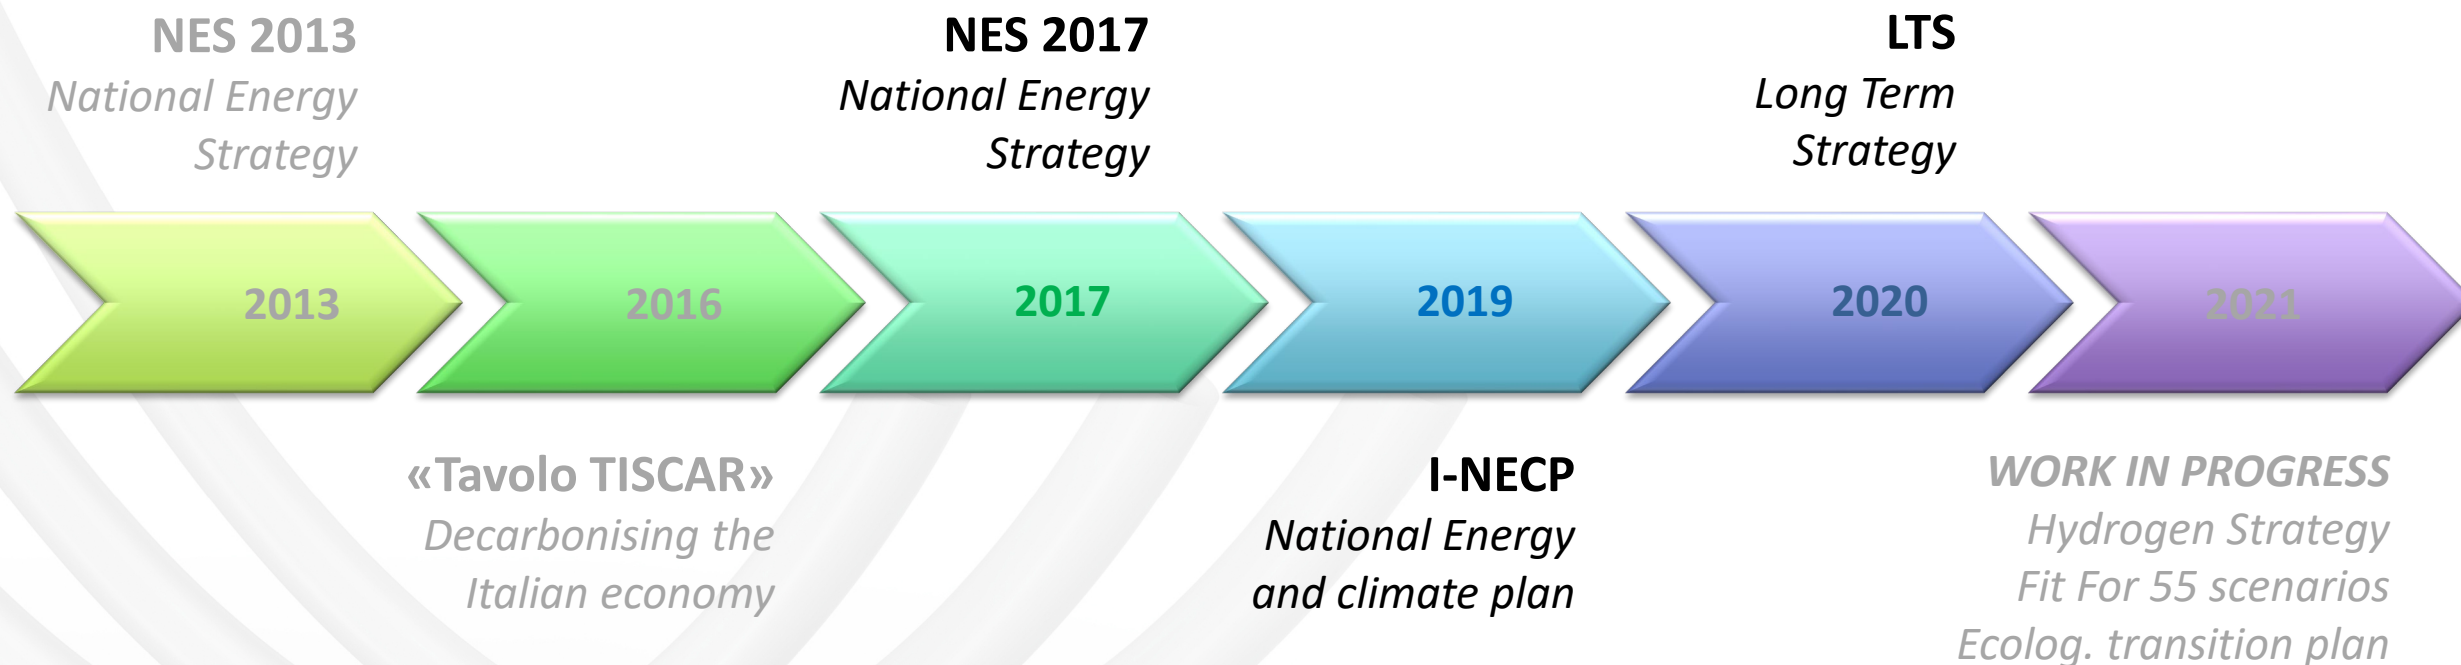 NES 2013
National Energy
Strategy
NES 2017
National Energy
Strategy
LTS
Long Term
Strategy
2013
2016
2017
2019
2020
2021
«Tavolo TISCAR»
Decarbonising the
Italian economy
I-NECP
National Energy
and climate plan
WORK IN PROGRESS
Hydrogen Strategy
Fit For 55 scenarios
Ecolog. transition plan